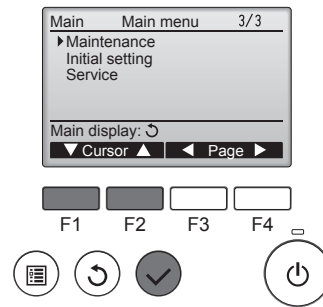 Main Main menu 3/3
Maintenance
Initial setting
Service
Main display:
Cursor Page
F1 F2 F3 F4